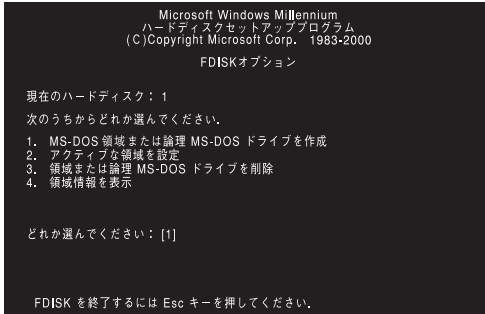 Microsoft Windows Millennium
ハードディスクセットアッププログラム
(C)Copyright Microsoft Corp. 1983-2000
FDISKオプション
現在のハードディスク： 1
次のうちからどれか選んでください.
1. MS-DOS 領域または論理 MS-DOS ドライブを作成
2. アクティブな領域を設定
3. 領域または論理 MS-DOS ドライブを削除
4. 領域情報を表示
どれか選んでください： [1]
FDISK を終了するには Esc キーを押してください.